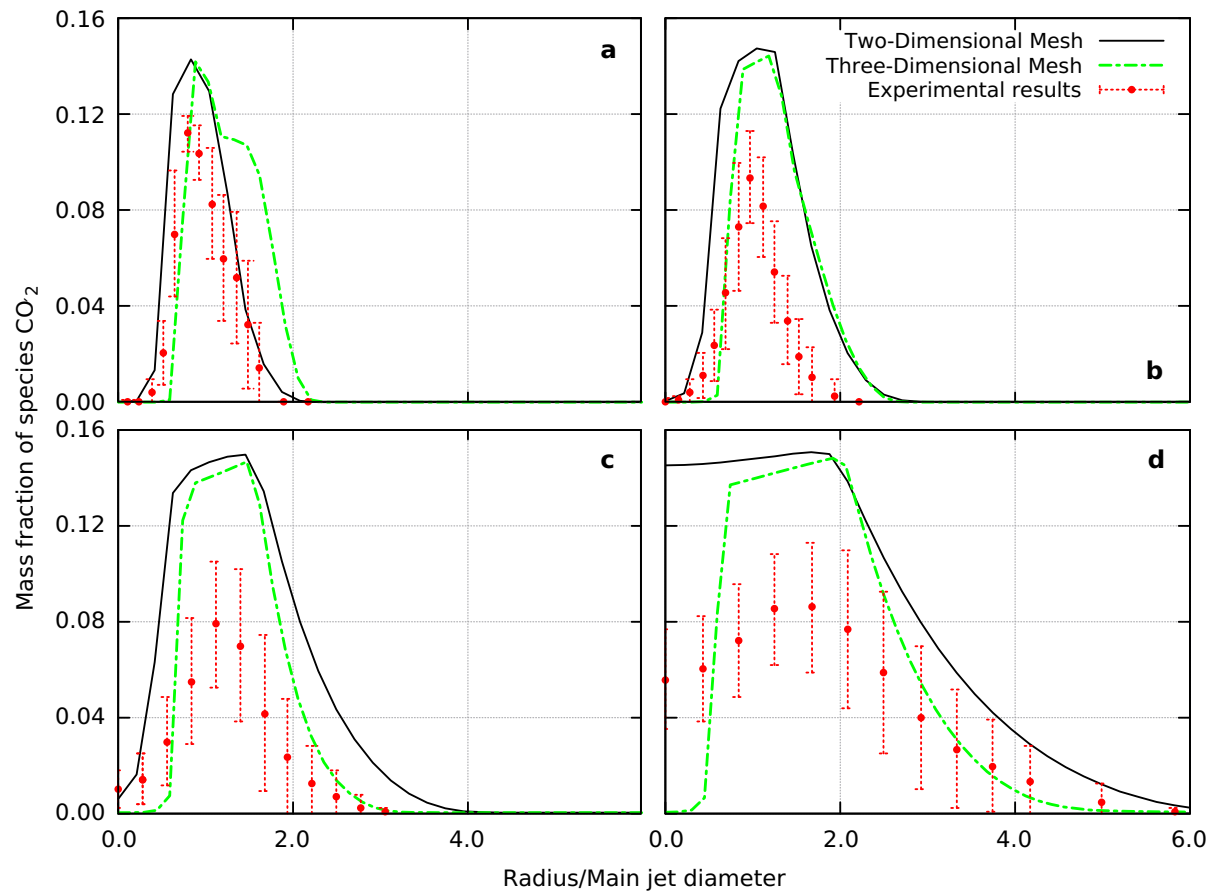 0.16
a
0.12
0.08
0.04
0.00
b
Two-Dimensional Mesh
Three-Dimensional Mesh
Experimental results
0.16
c
0.12
0.08
0.04
0.00
d
0.0
2.0
4.0
0.0
2.0
4.0
6.0
Mass fraction of species CO2
Radius/Main jet diameter